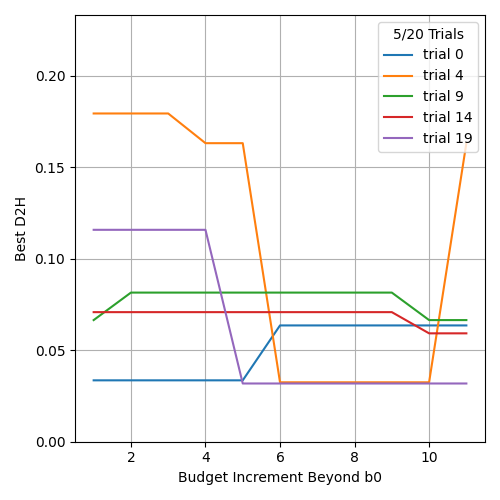 5/20 Trials
trial 0
trial 4
trial 9
trial 14
trial 19
0.20
0.15
0.10
0.05
0.00
Best D2H
2 4 6 8 10
Budget Increment Beyond b0